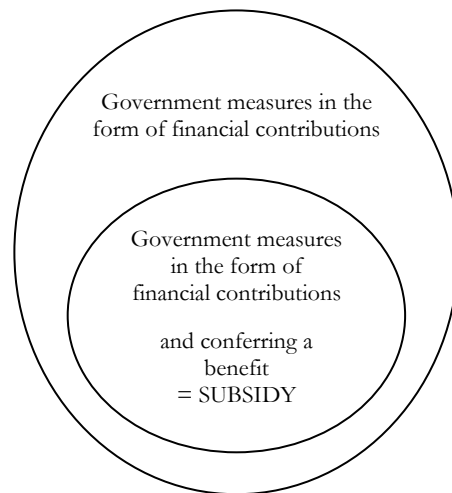 Government measures in the
form of financial contributions
Government measures
in the form of
financial contributions
and conferring a
benefit
= SUBSIDY